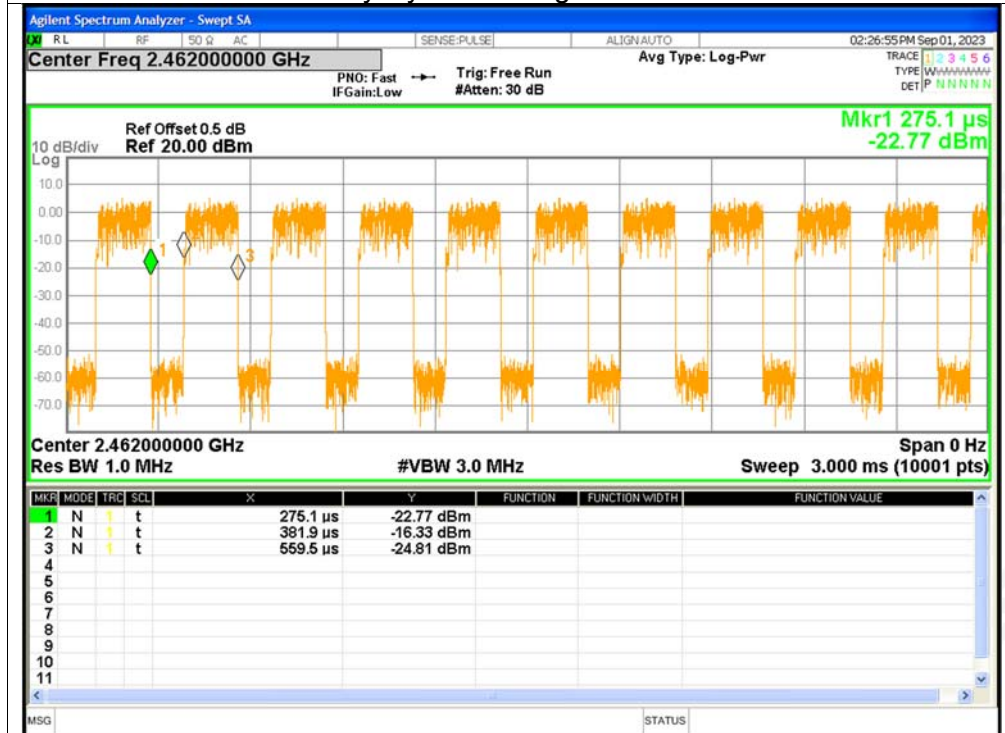 Agilent Spectrum Analyzer - Swept SA
LXI RL RF 50 Ω AC SENSE:PULSE ALIGN AUTO 02:26:55 PM Sep 01, 2023
Center Freq 2.462000000 GHz Avg Type: Log-Pwr TRACE 1 2 3 4 5 6
PNO: Fast Trig: Free Run TYPE W
IFGain:Low #Atten: 30 dB DET P N N N N N
Mkr1 275.1 µs
Ref Offset 0.5 dB
10 dB/div Ref 20.00 dBm -22.77 dBm
Log
10.0
0.00
-10.0
1 3
-20.0
-30.0
-40.0
-50.0
-60.0
-70.0
Center 2.462000000 GHz Span 0 Hz
Res BW 1.0 MHz #VBW 3.0 MHz Sweep 3.000 ms (10001 pts)
MKR MODE TRC SCL X Y FUNCTION FUNCTION WIDTH FUNCTION VALUE
1 N 1 t 275.1 µs -22.77 dBm
2 N 1 t 381.9 µs -16.33 dBm
3 N 1 t 559.5 µs -24.81 dBm
4
5
6
7
8
9
10
11
MSG STATUS